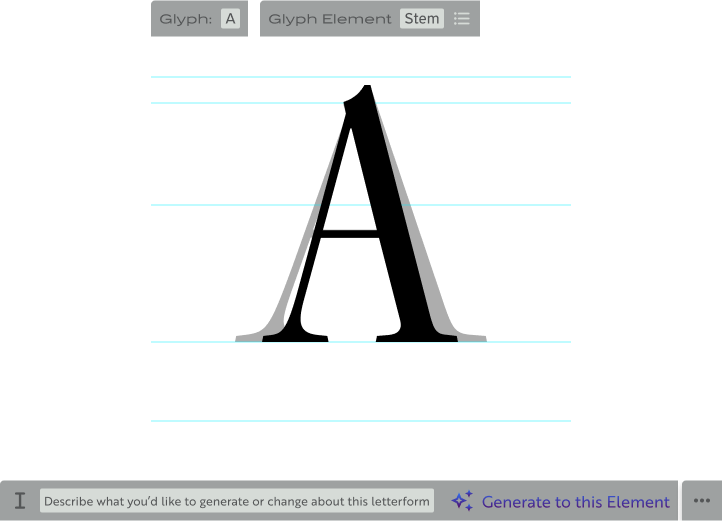 Glyph: A Glyph Element Stem
A
Describe what you'd like to generate or change about this letterform Generate to this Element